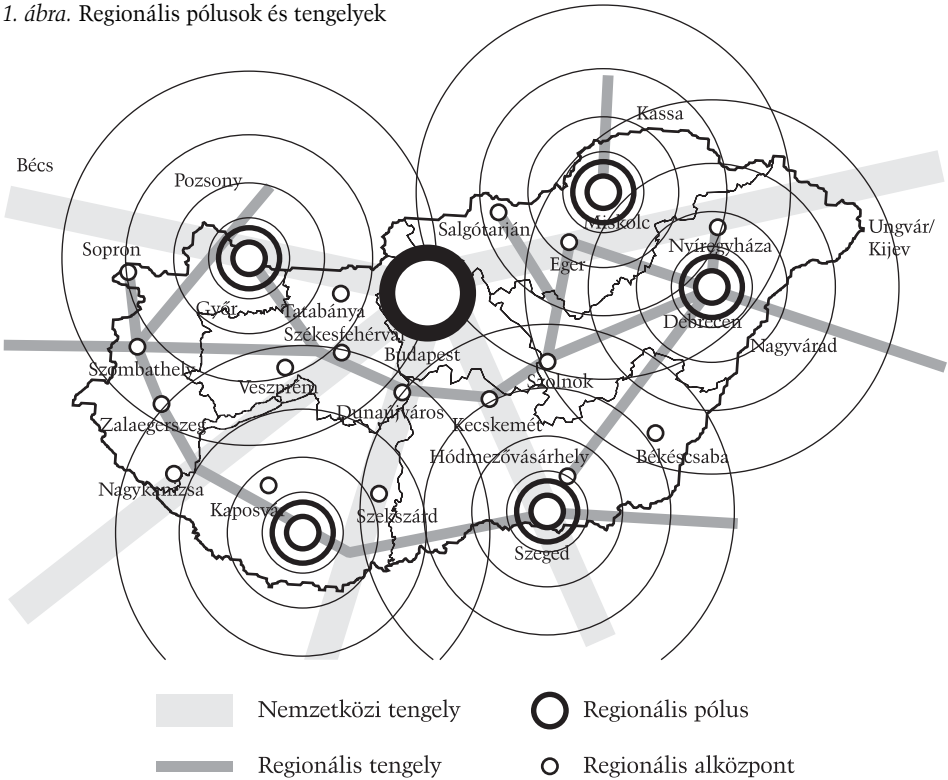 1. ábra. Regionális pólusok és tengelyek
Kassa
Bécs
Pozsony
Miskolc
Salgótarján
Ungvár/
Kijev
Nyíregyháza
Sopron
Eger
Győr
Tatabánya
Debrecen
Székesfehérvár
Budapest
Nagyvárad
Szombathely
Veszprém
Szolnok
Dunaújváros
Zalaegerszeg
Kecskemét
Hódmezővásárhely
Békéscsaba
Nagykanizsa
Kaposvár
Szekszárd
Szeged
Nemzetközi tengely
Regionális pólus
Regionális tengely
Regionális alközpont